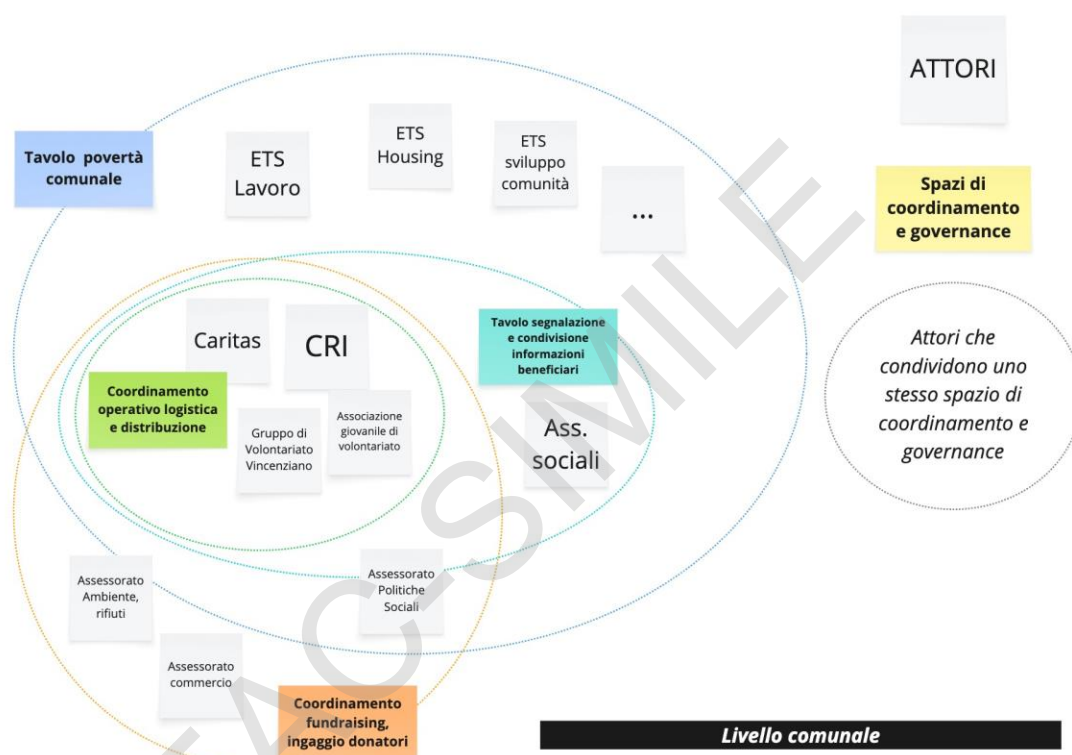 ATTORI
Tavolo povertà
comunale
ETS
Lavoro
ETS
Housing
ETS
sviluppo
comunità
...
Spazi di
coordinamento
e governance
Caritas
CRI
Tavolo segnalazione
e condivisione
informazioni
beneficiari
Coordinamento
operativo logistica
e distribuzione
Gruppo di
Volontariato
Vincenziano
Associazione
giovanile di
volontariato
Ass.
sociali
Attori che
condividono uno
stesso spazio di
coordinamento e
governance
Assessorato
Ambiente,
rifiuti
Assessorato
Politiche
Sociali
Assessorato
commercio
Coordinamento
fundraising,
ingaggio donatori
Livello comunale
FAC-SIMILE